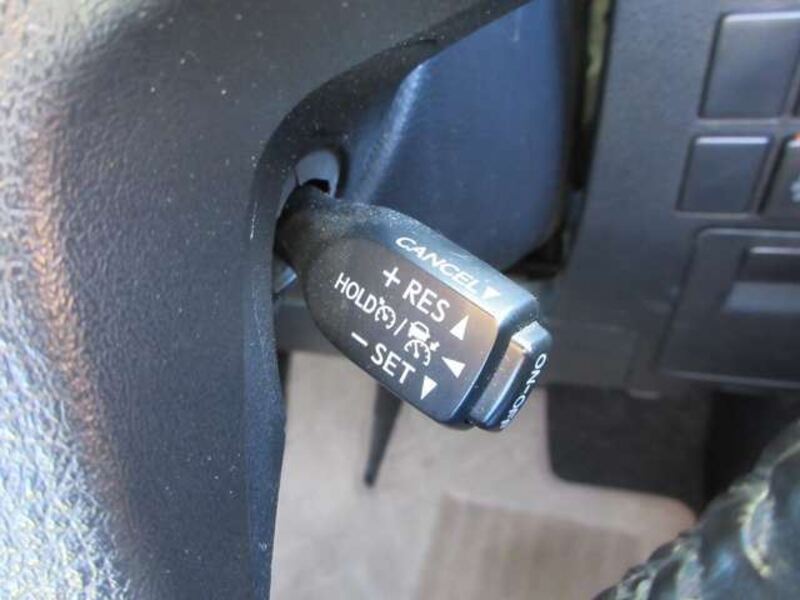 CANCEL
+ RES
HOLD /
- SET
ON-OFF